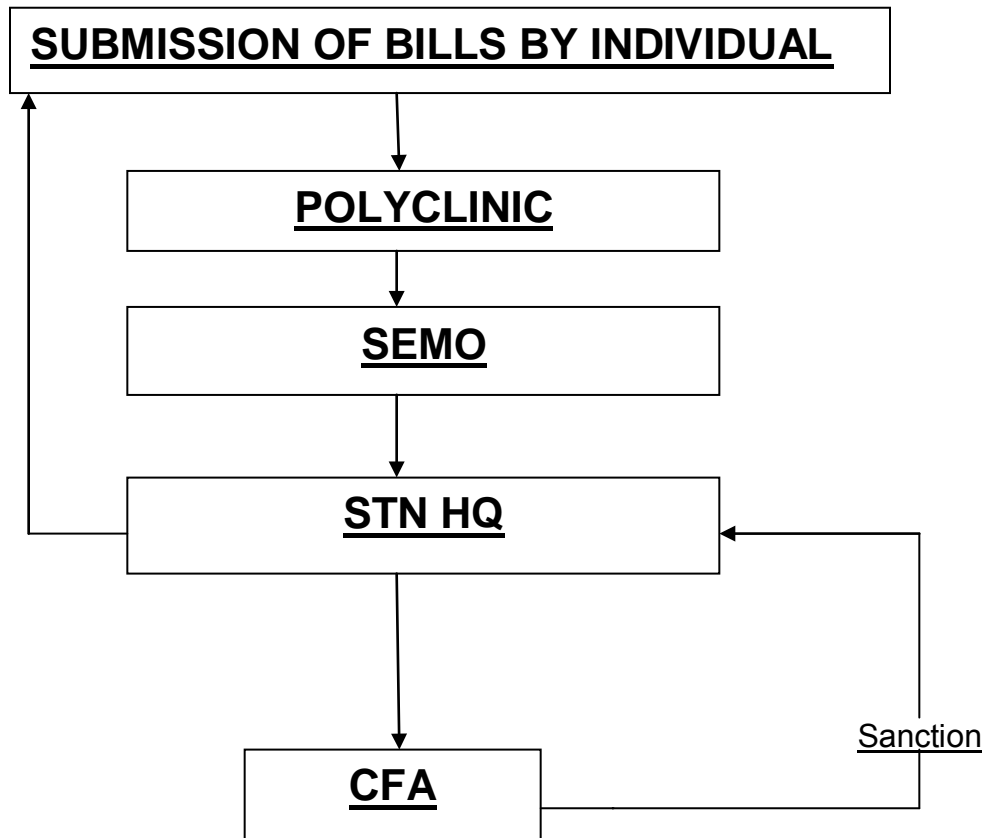 SUBMISSION OF BILLS BY INDIVIDUAL
POLYCLINIC
SEMO
STN HQ
Sanction
CFA